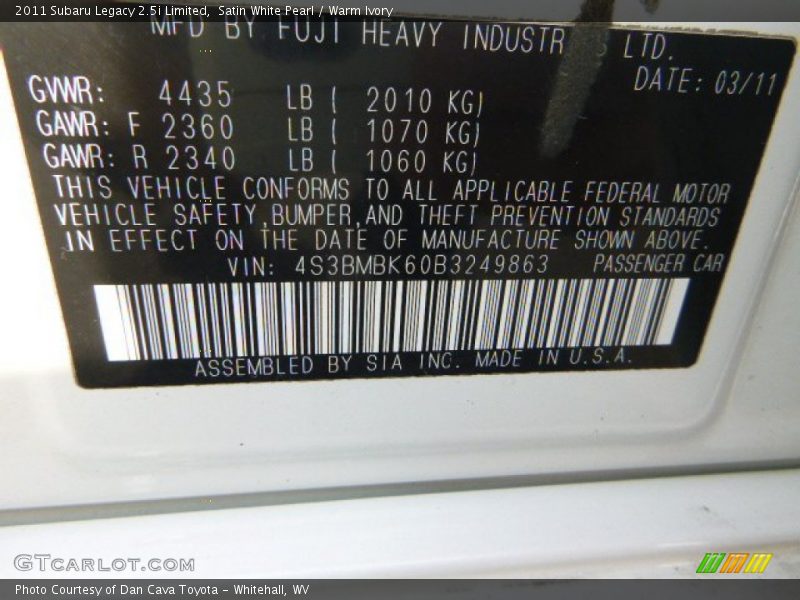 2011 Subaru Legacy 2.5i Limited, Satin White Pearl / Warm Ivory
MFD BY FUJI HEAVY LTD.
DATE: 03/11
GVWR: 4435 LB ( 2010 KG)
GAWR: F 2360 LB ( 1070 KG)
GAWR: R 2340 LB ( 1060 KG)
THIS VEHICLE CONFORMS TO ALL APPLICABLE FEDERAL MOTOR
VEHICLE SAFETY,BUMPER,AND THEFT PREVENTION STANDARDS
IN EFFECT ON THE DATE OF MANUFACTURE SHOWN ABOVE.
VIN: 4S3BMBK60B3249863 PASSENGER CAR
ASSEMBLED BY SIA INC. MADE IN U.S.A.
GTCARLOT.COM
Photo Courtesy of Dan Cava Toyota - Whitehall, WV